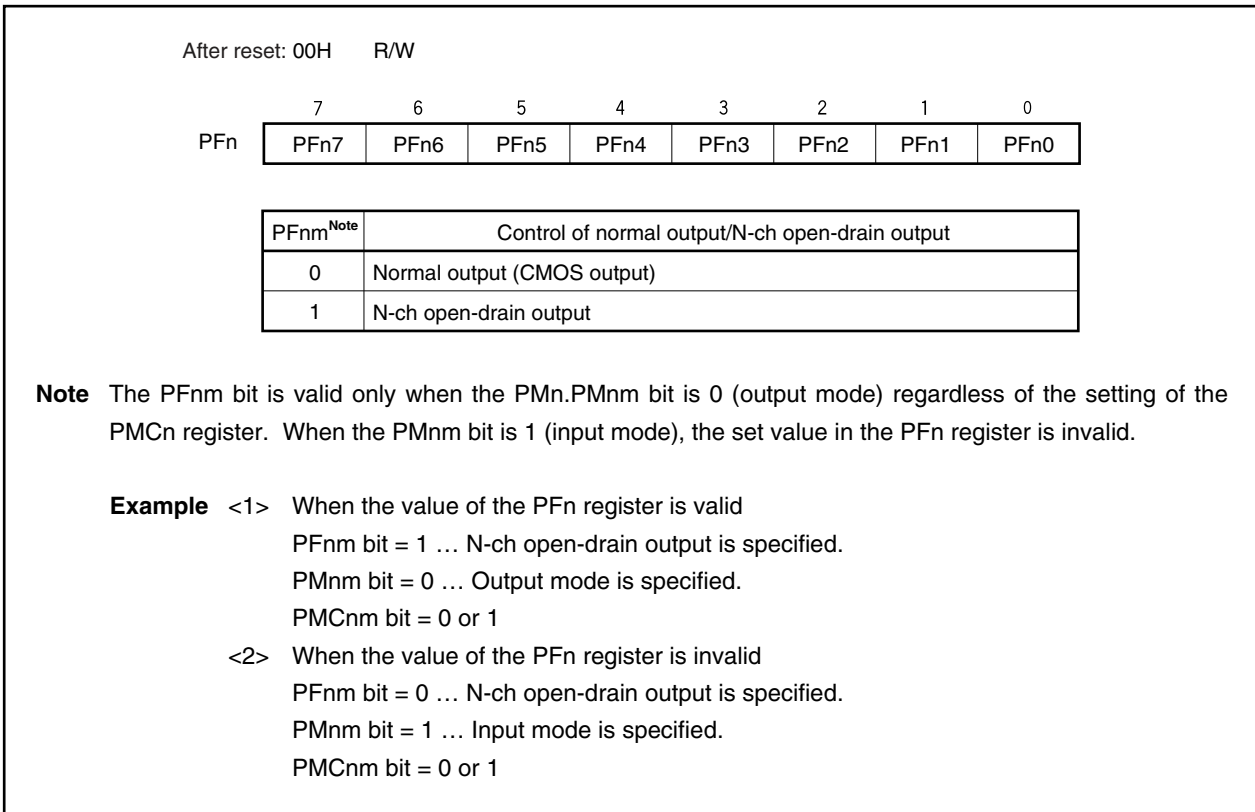 After reset: 00H R/W
7 6 5 4 3 2 1 0
PFn PFn7 PFn6 PFn5 PFn4 PFn3 PFn2 PFn1 PFn0
PFnmNote Control of normal output/N-ch open-drain output
0 Normal output (CMOS output)
1 N-ch open-drain output
Note The PFnm bit is valid only when the PMn.PMnm bit is 0 (output mode) regardless of the setting of the
PMCn register. When the PMnm bit is 1 (input mode), the set value in the PFn register is invalid.
Example <1> When the value of the PFn register is valid
PFnm bit = 1 … N-ch open-drain output is specified.
PMnm bit = 0 … Output mode is specified.
PMCnm bit = 0 or 1
<2> When the value of the PFn register is invalid
PFnm bit = 0 … N-ch open-drain output is specified.
PMnm bit = 1 … Input mode is specified.
PMCnm bit = 0 or 1